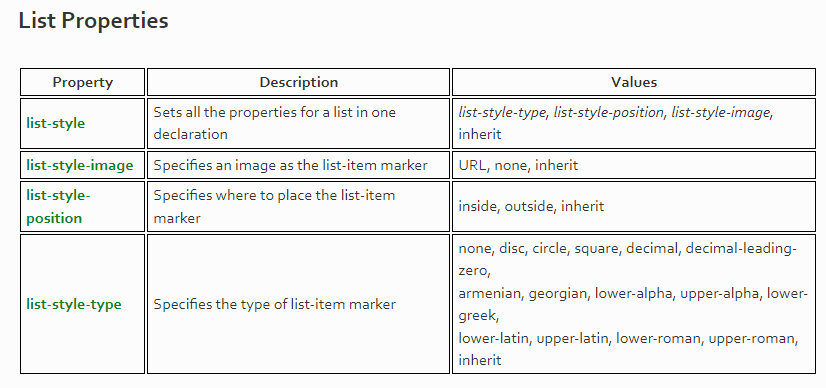 List Properties
Property Description Values
list-style
Sets all the properties for a list in one
declaration
list-style-type, list-style-position, list-style-image,
inherit
list-style-image
Specifies an image as the list-item marker
URL, none, inherit
list-style-
position
Specifies where to place the list-item
marker
inside, outside, inherit
list-style-type
Specifies the type of list-item marker
none, disc, circle, square, decimal, decimal-leading-
zero,
armenian, georgian, lower-alpha, upper-alpha, lower-
greek,
lower-latin, upper-latin, lower-roman, upper-roman,
inherit